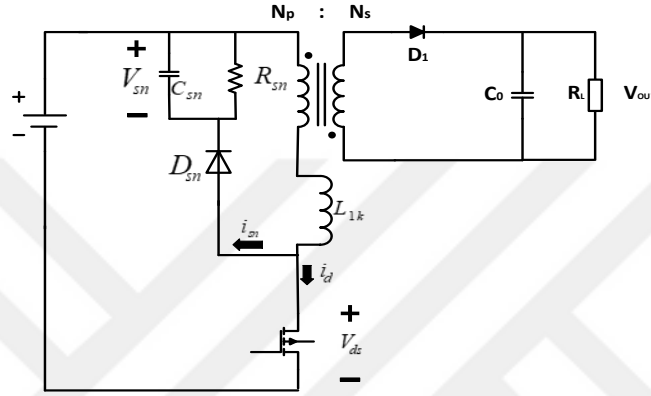 Np : Ns
+
Vsn
−
Csn
Rsn
D1
+
−
C0
RL
VOU
Dsn
L1k
isn
id
+
Vds
−